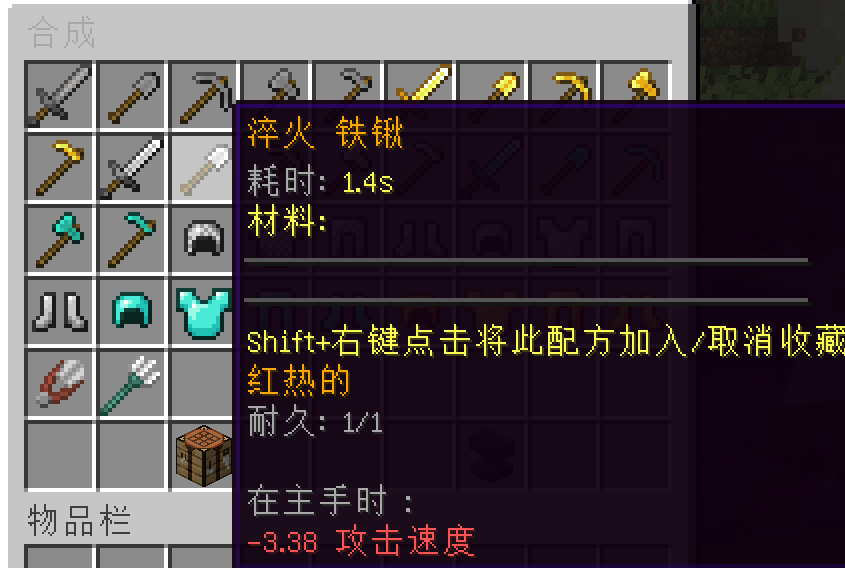 合成
淬火 铁锹
耗时: 1.4s
材料:
Shift+右键点击将此配方加入/取消收藏
红热的
耐久: 1/1
在主手时：
-3.38 攻击速度
物品栏